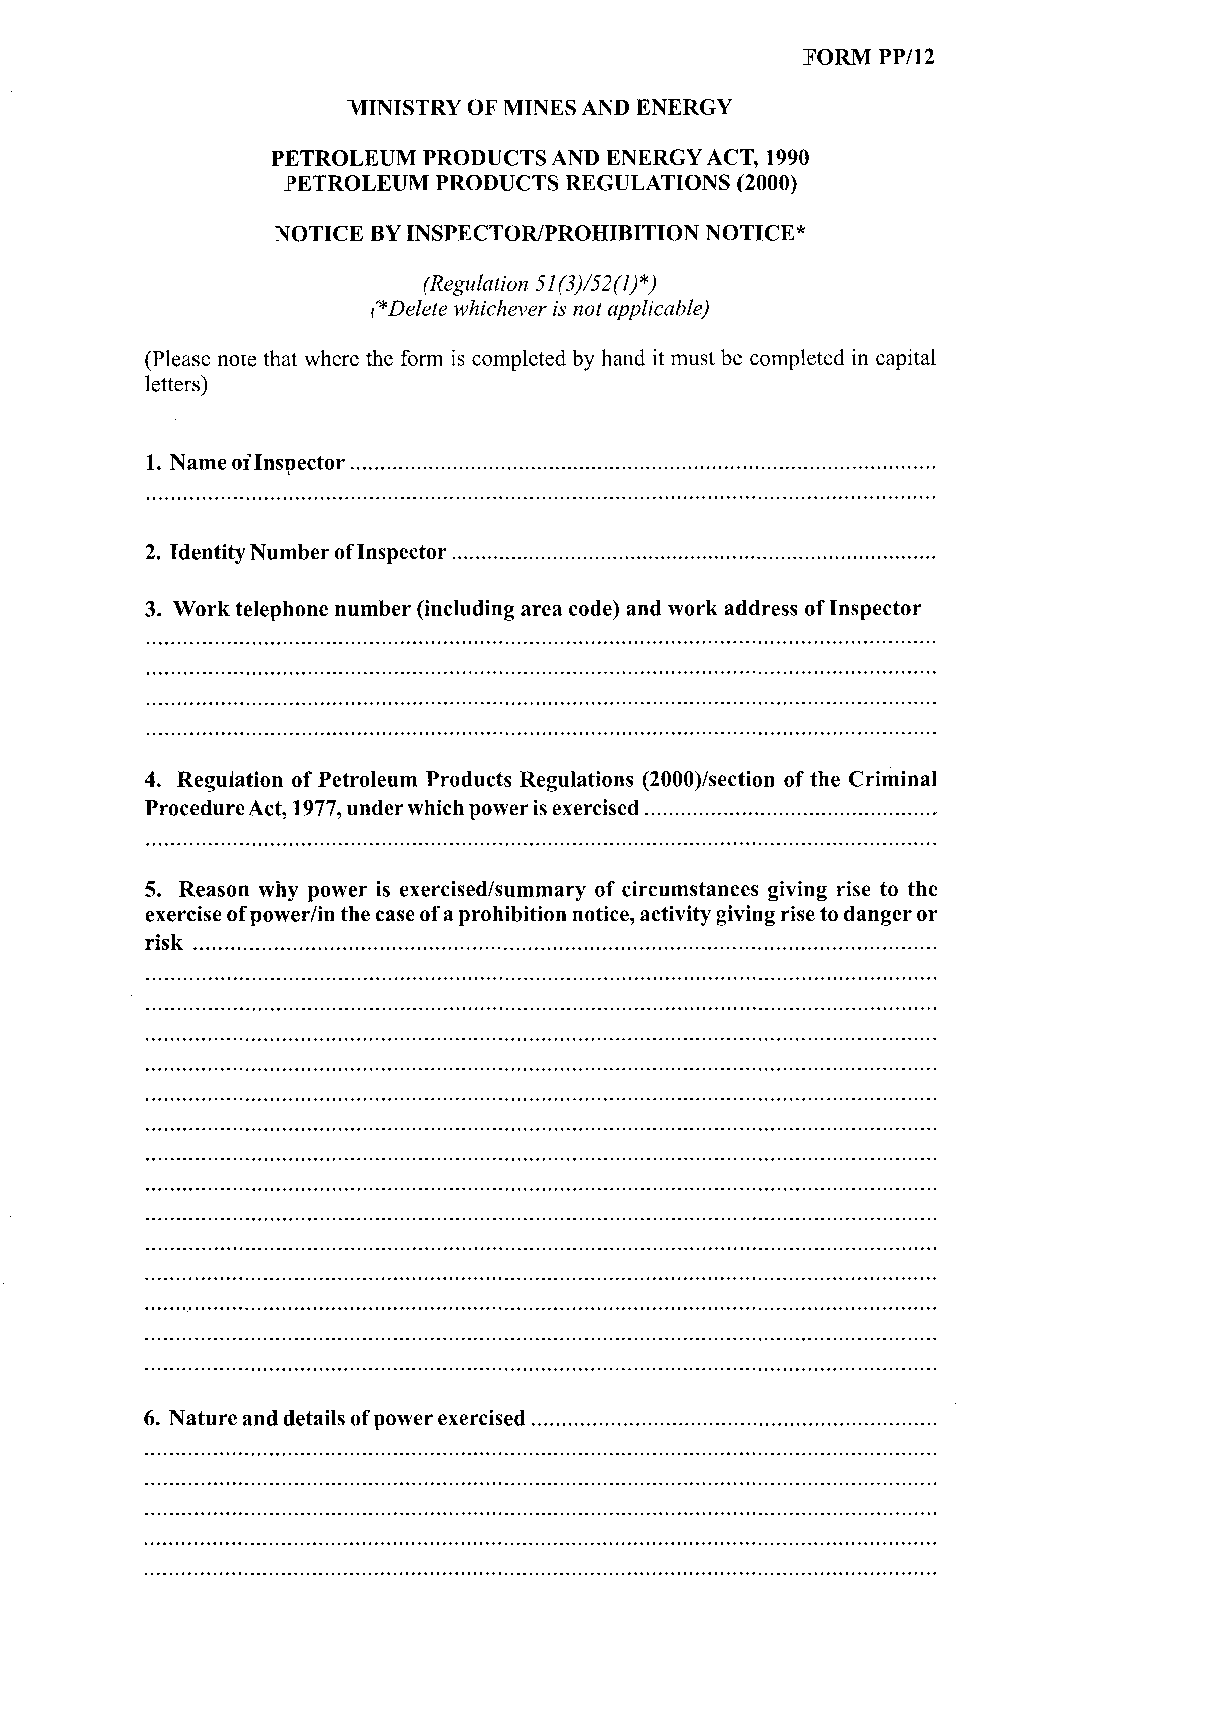 FORM PP/12
MINISTRY OF MINES AND ENERGY
PETROLEUM PRODUCTS AND ENERGY ACT, 1990
PETROLEUM PRODUCTS REGULATIONS (2000)
NOTICE BY INSPECTOR/PROHIBITION NOTICE*
(Regulation 51(3)/52(1)*)
(*Delete whichever is not applicable)
(Please note that where the form is completed by hand it must be completed in capital
letters)
1. Name of Inspector
2. Identity Number of Inspector
3. Work telephone number (including area code) and work address of Inspector
4. Regulation of Petroleum Products Regulations (2000)/section of the Criminal
Procedure Act, 1977, under which power is exercised
5. Reason why power is exercised/summary of circumstances giving rise to the
exercise of power/in the case of a prohibition notice, activity giving rise to danger or
risk
6. Nature and details of power exercised